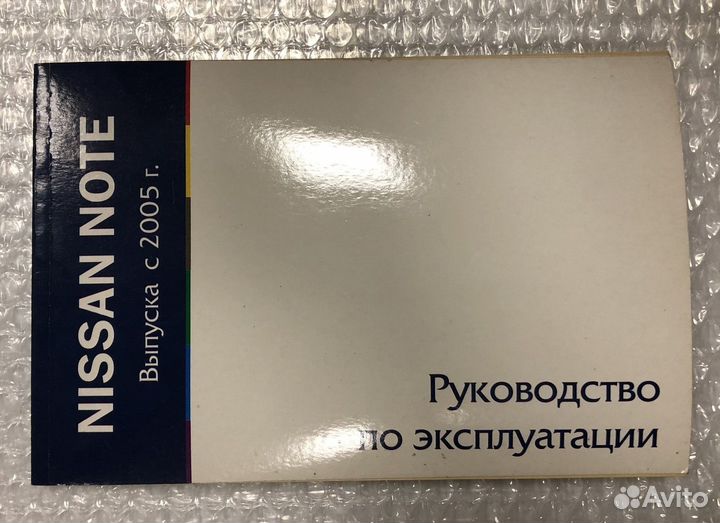 NISSAN NOTE
Выпуска с 2005 г.
Руководство
по эксплуатации
Avito